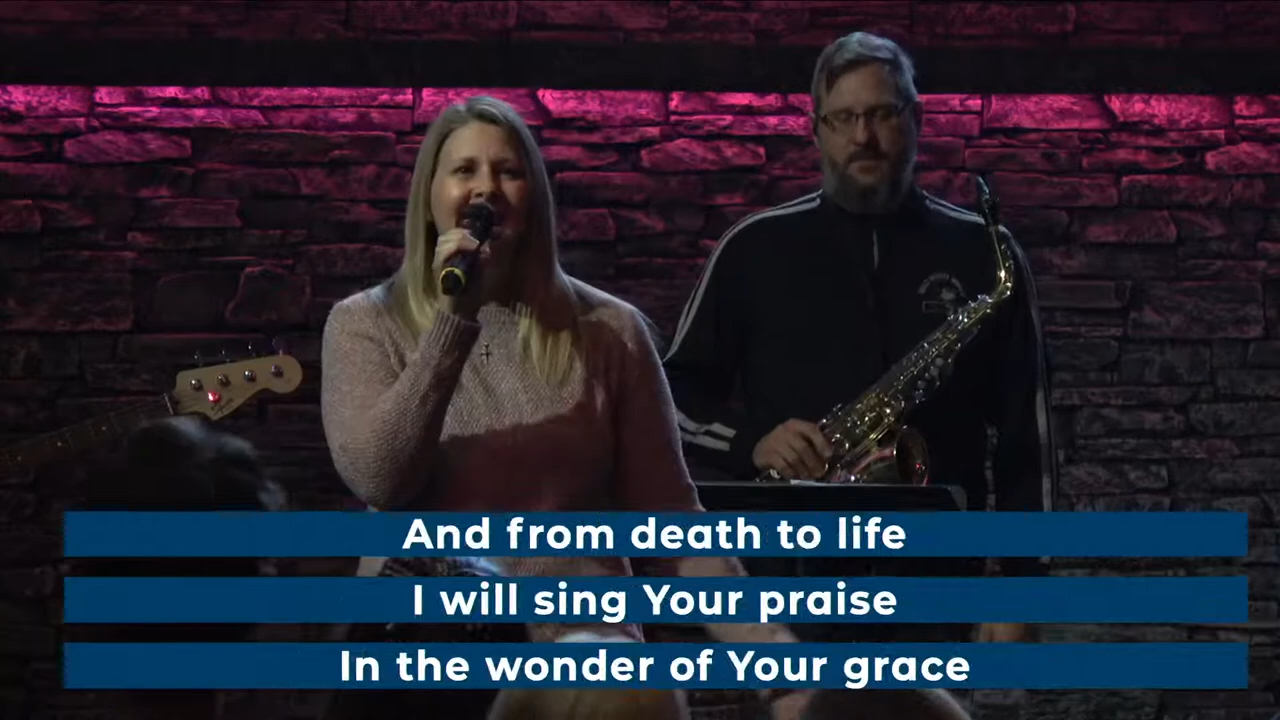 And from death to life
I will sing Your praise
In the wonder of Your grace